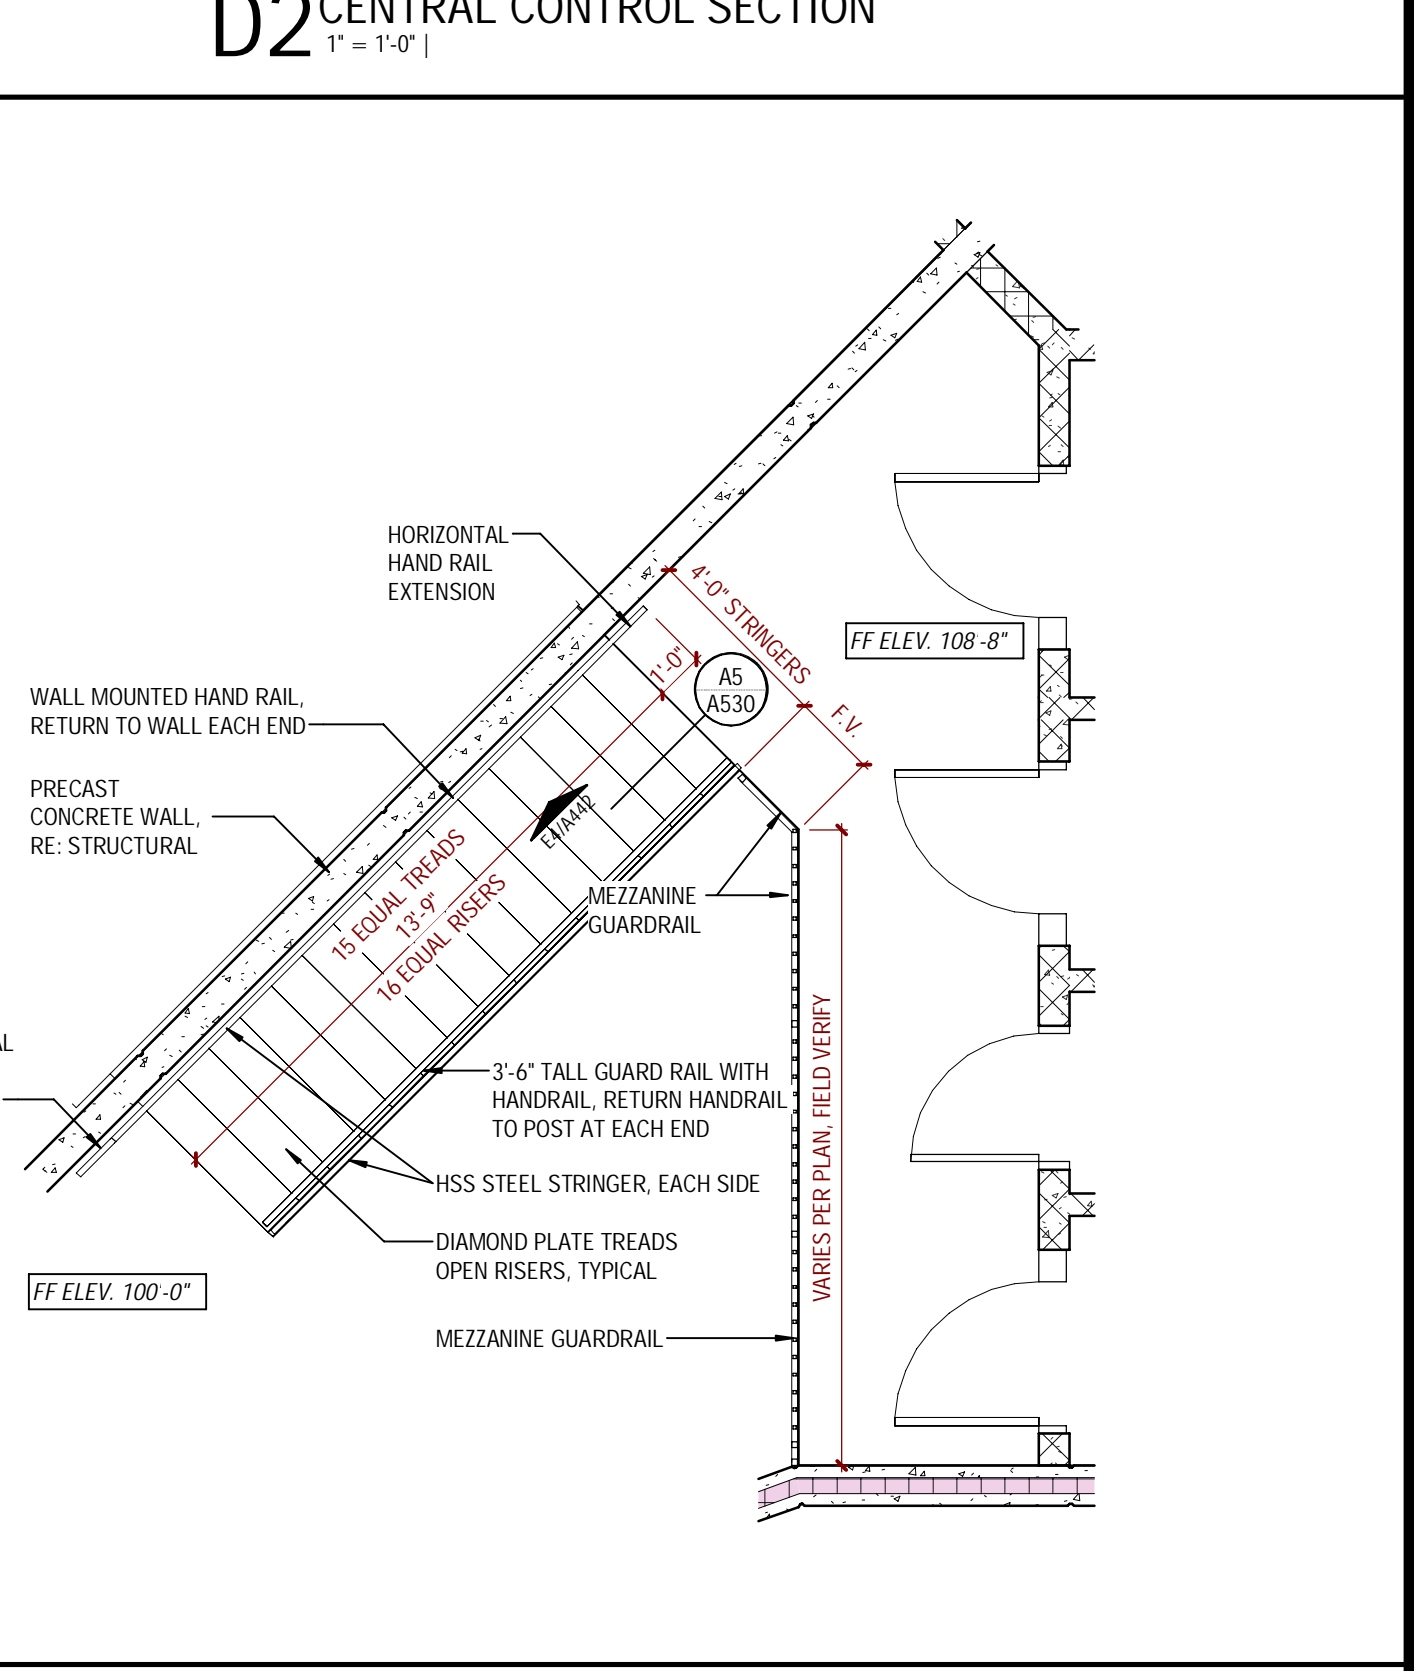 D2 CENTRAL CONTROL SECTION
1" = 1'-0" |
HORIZONTAL
HAND RAIL
EXTENSION
4'-0" STRINGERS
1'-0"
A5
A530
F.V.
FF ELEV. 108'-8"
WALL MOUNTED HAND RAIL,
RETURN TO WALL EACH END
PRECAST
CONCRETE WALL,
RE: STRUCTURAL
E4/A442
15 EQUAL TREADS
13'-9"
16 EQUAL RISERS
MEZZANINE
GUARDRAIL
AL
VARIES PER PLAN, FIELD VERIFY
3'-6" TALL GUARD RAIL WITH
HANDRAIL, RETURN HANDRAIL
TO POST AT EACH END
HSS STEEL STRINGER, EACH SIDE
DIAMOND PLATE TREADS
OPEN RISERS, TYPICAL
FF ELEV. 100'-0"
MEZZANINE GUARDRAIL